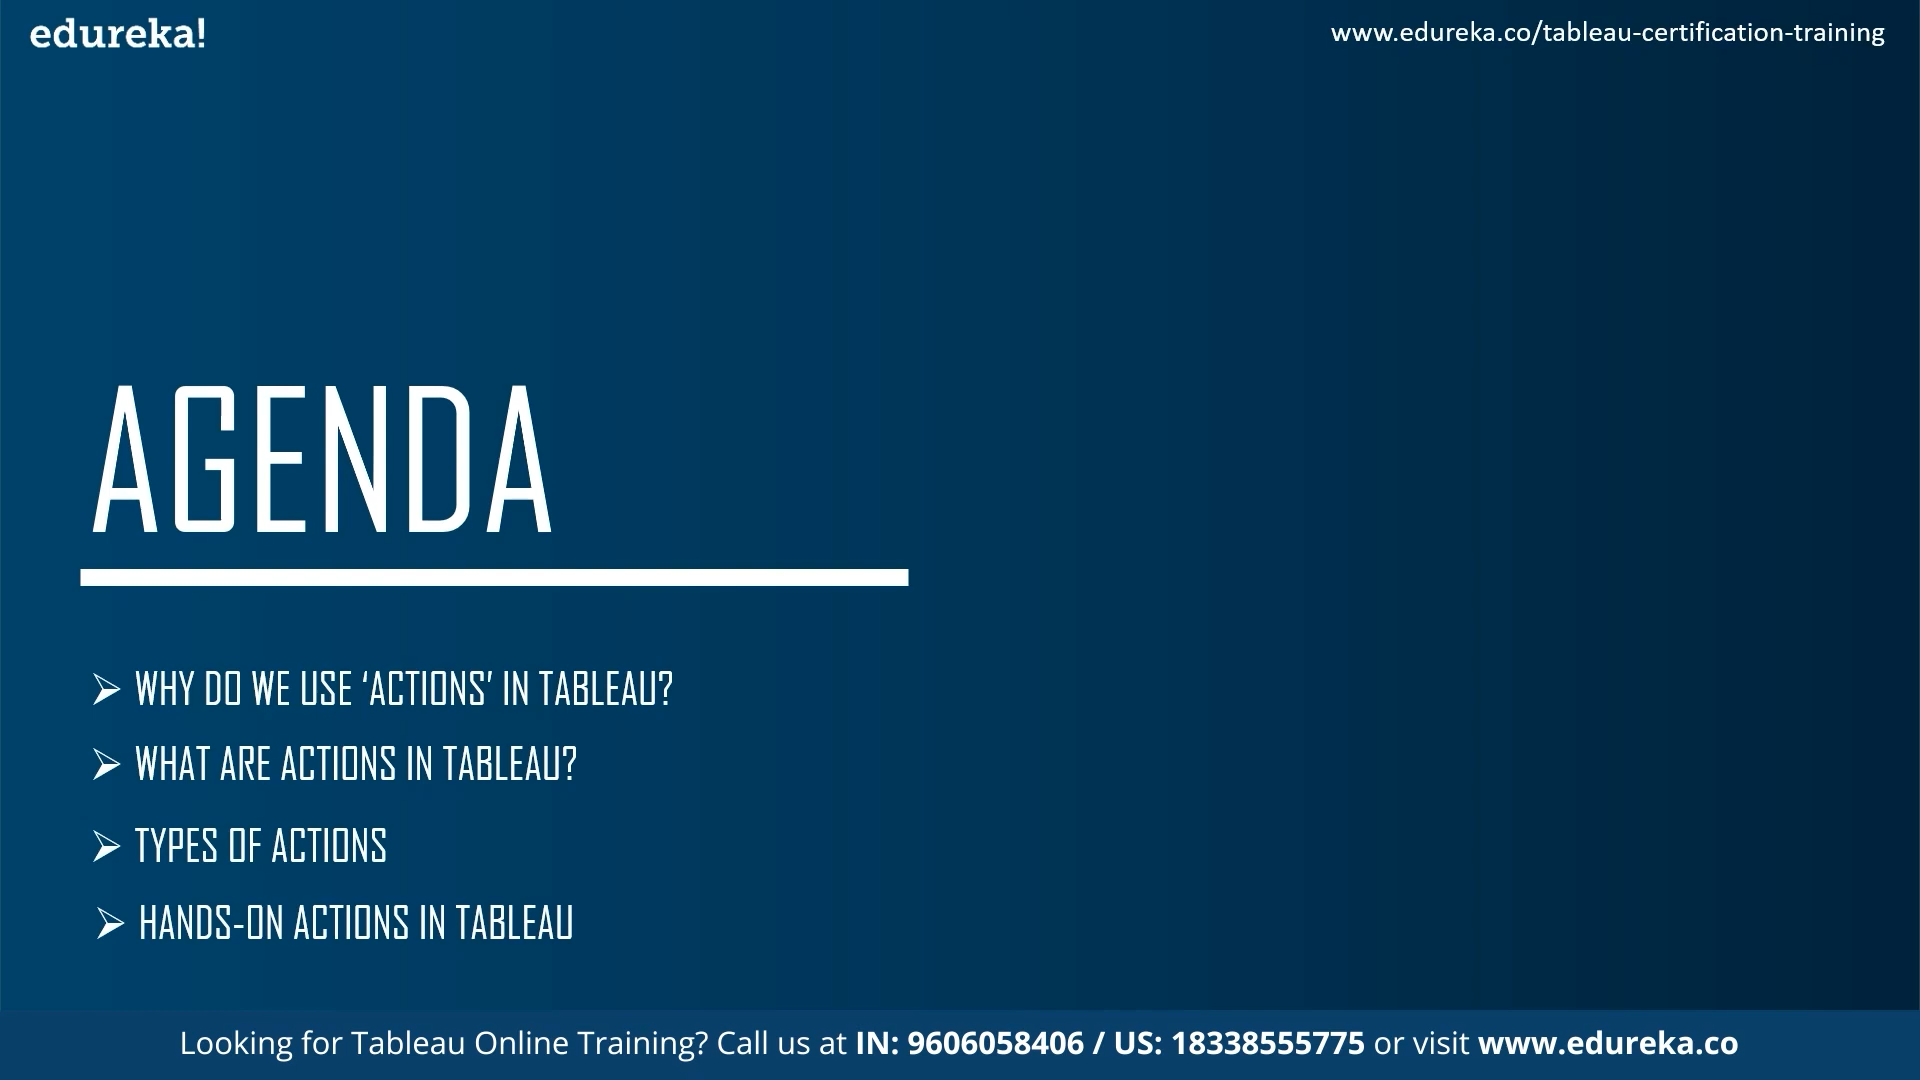 edureka!
www.edureka.co/tableau-certification-training
AGENDA
➢ WHY DO WE USE ‘ACTIONS’ IN TABLEAU?
➢ WHAT ARE ACTIONS IN TABLEAU?
➢ TYPES OF ACTIONS
➢ HANDS-ON ACTIONS IN TABLEAU
Looking for Tableau Online Training? Call us at IN: 9606058406 / US: 18338555775 or visit www.edureka.co